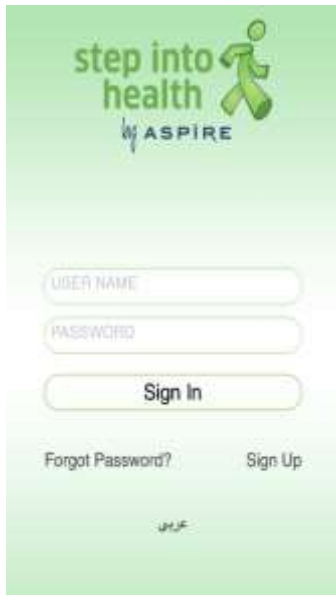 step into
health
by ASPIRE
USER NAME
PASSWORD
Sign In
Forgot Password? Sign Up
عربي